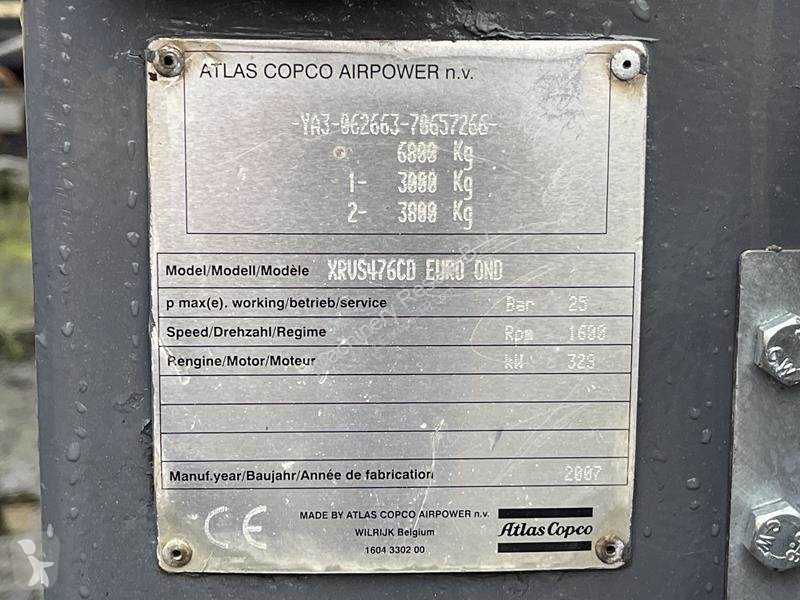 ATLAS COPCO AIRPOWER n.v.
-YA3-062663-70657266-
6800 Kg
1- 3000 Kg
2- 3800 Kg
Model/Modell/Modèle XRVS476CD EURO OND
p max(e). working/betrieb/service Bar 25
Speed/Drehzahl/Regime Rpm 1600
Pengine/Motor/Moteur kW 329
Manuf.year/Baujahr/Année de fabrication 2007
CE
MADE BY ATLAS COPCO AIRPOWER n.v.
WILRIJK Belgium
1604 3302 00
Atlas Copco